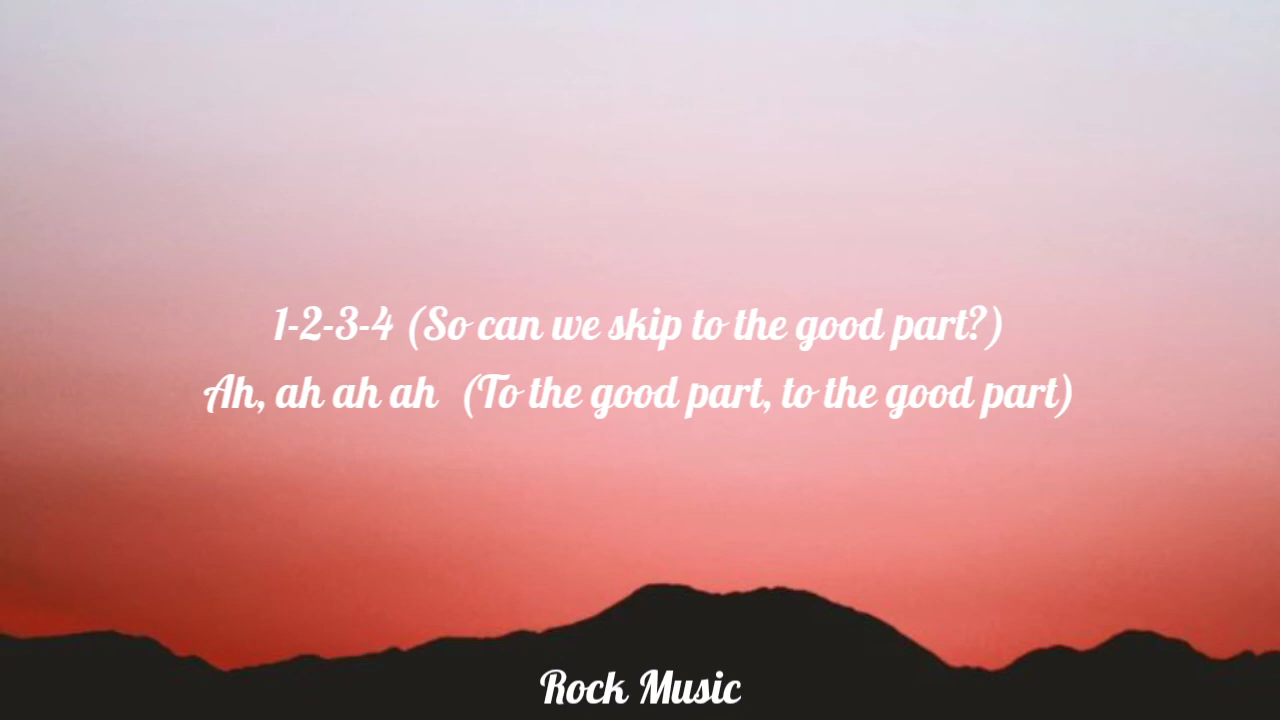 1-2-3-4 (So can we skip to the good part?)
Ah, ah ah ah  (To the good part, to the good part)
Rock Music